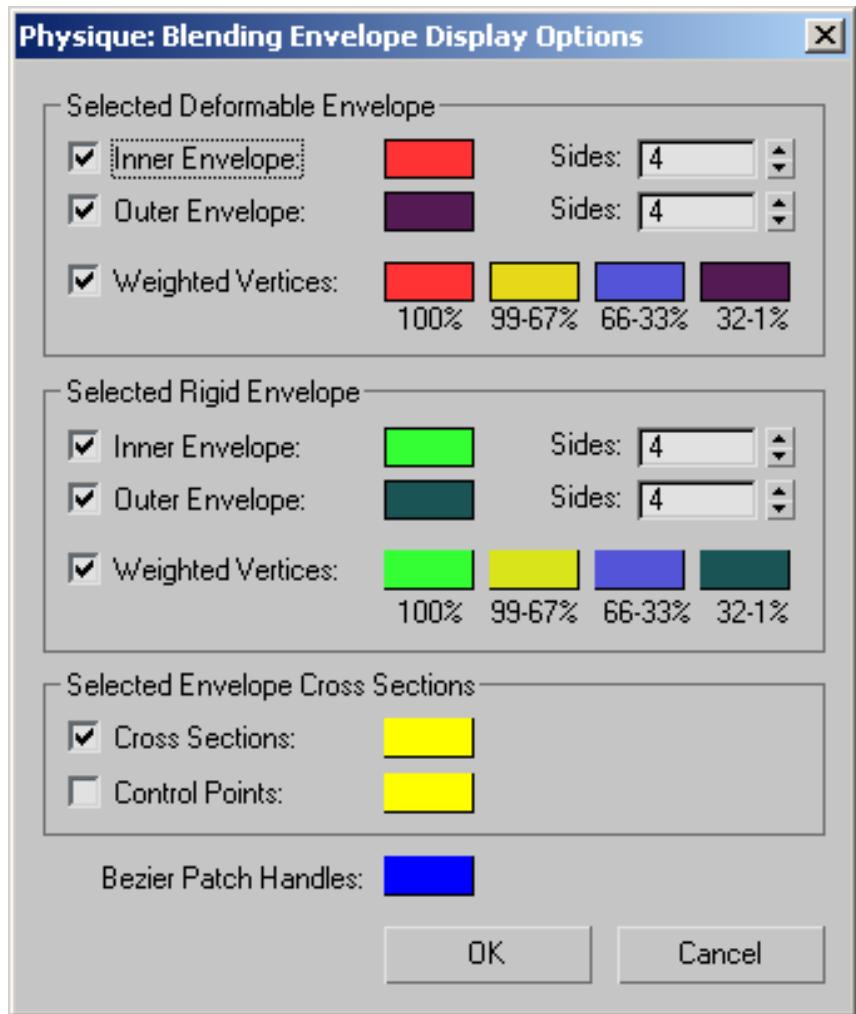 Physique: Blending Envelope Display Options
Selected Deformable Envelope
Inner Envelope: Sides: 4
Outer Envelope: Sides: 4
Weighted Vertices:
100% 99-67% 66-33% 32-1%
Selected Rigid Envelope
Inner Envelope: Sides: 4
Outer Envelope: Sides: 4
Weighted Vertices:
100% 99-67% 66-33% 32-1%
Selected Envelope Cross Sections
Cross Sections:
Control Points:
Bezier Patch Handles:
OK Cancel